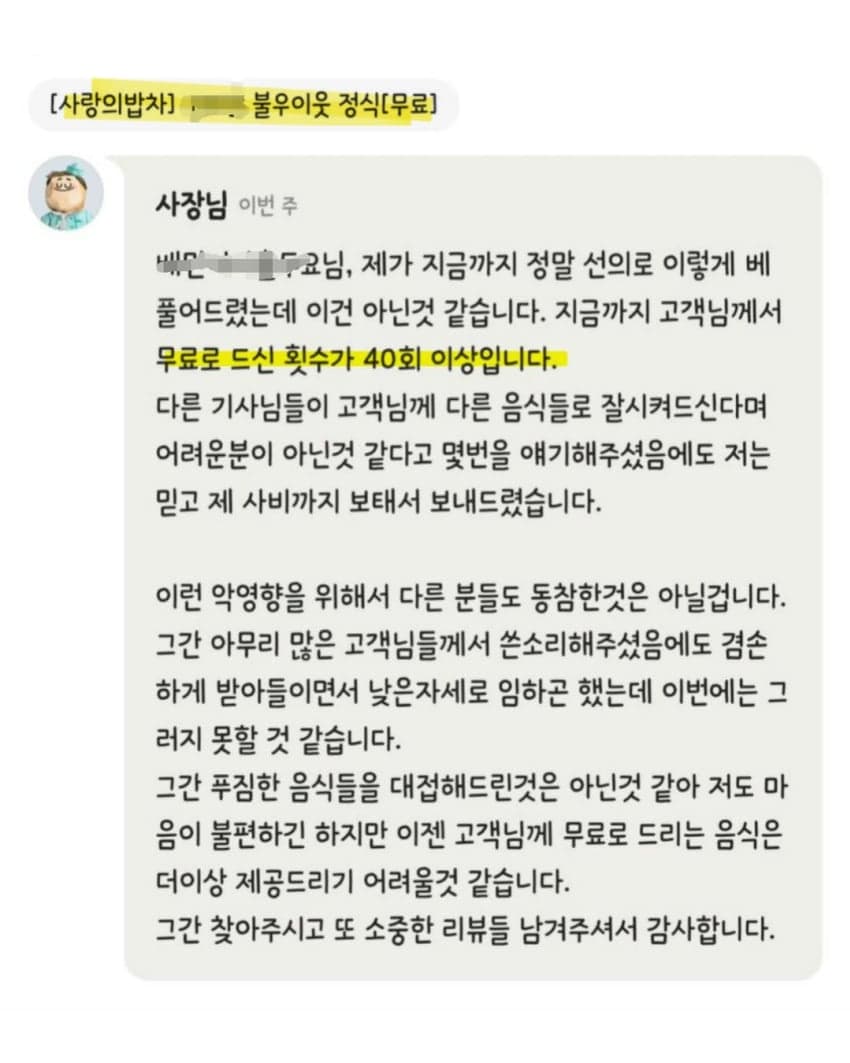 [사랑의밥차] 불우이웃 정식[무료]
사장님 이번 주
제가 지금까지 정말 선의로 이렇게 베
풀어드렸는데 이건 아닌것 같습니다. 지금까지 고객님께서
무료로 드신 횟수가 40회 이상입니다.
다른 기사님들이 고객님께 다른 음식들로 잘시켜드신다며
어려운분이 아닌것 같다고 몇번을 얘기해주셨음에도 저는
믿고 제 사비까지 보태서 보내드렸습니다.
이런 악영향을 위해서 다른 분들도 동참한것은 아닐겁니다.
그간 아무리 많은 고객님들께서 쓴소리해주셨음에도 겸손
하게 받아들이면서 낮은자세로 임하곤 했는데 이번에는 그
러지 못할 것 같습니다.
그간 푸짐한 음식들을 대접해드린것은 아닌것 같아 저도 마
음이 불편하긴 하지만 이젠 고객님께 무료로 드리는 음식은
더이상 제공드리기 어려울것 같습니다.
그간 찾아주시고 또 소중한 리뷰들 남겨주셔서 감사합니다.